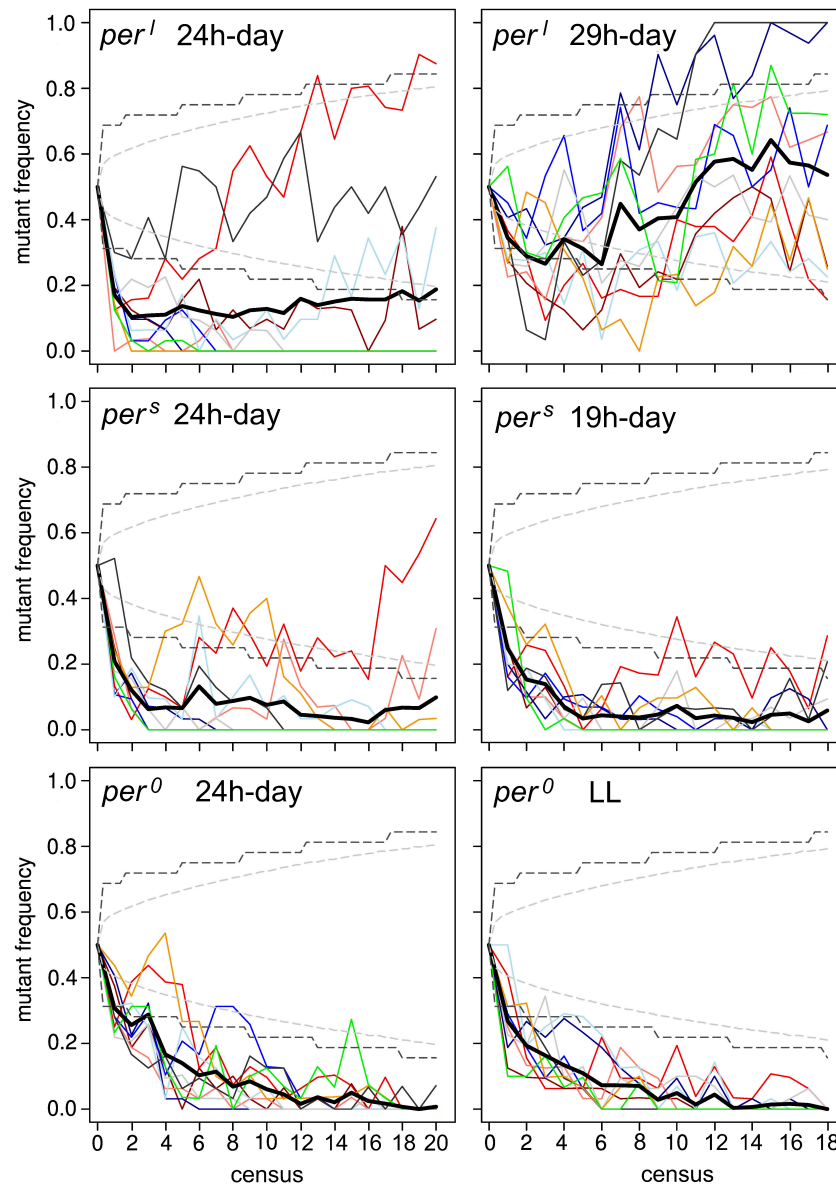 per l 24h-day
per l 29h-day
mutant frequency
1.0
0.8
0.6
0.4
0.2
0.0
per s 24h-day
per s 19h-day
mutant frequency
1.0
0.8
0.6
0.4
0.2
0.0
per 0 24h-day
per 0 LL
mutant frequency
1.0
0.8
0.6
0.4
0.2
0.0
0 2 4 6 8 10 12 14 16 18 20
0 2 4 6 8 10 12 14 16 18
census
census